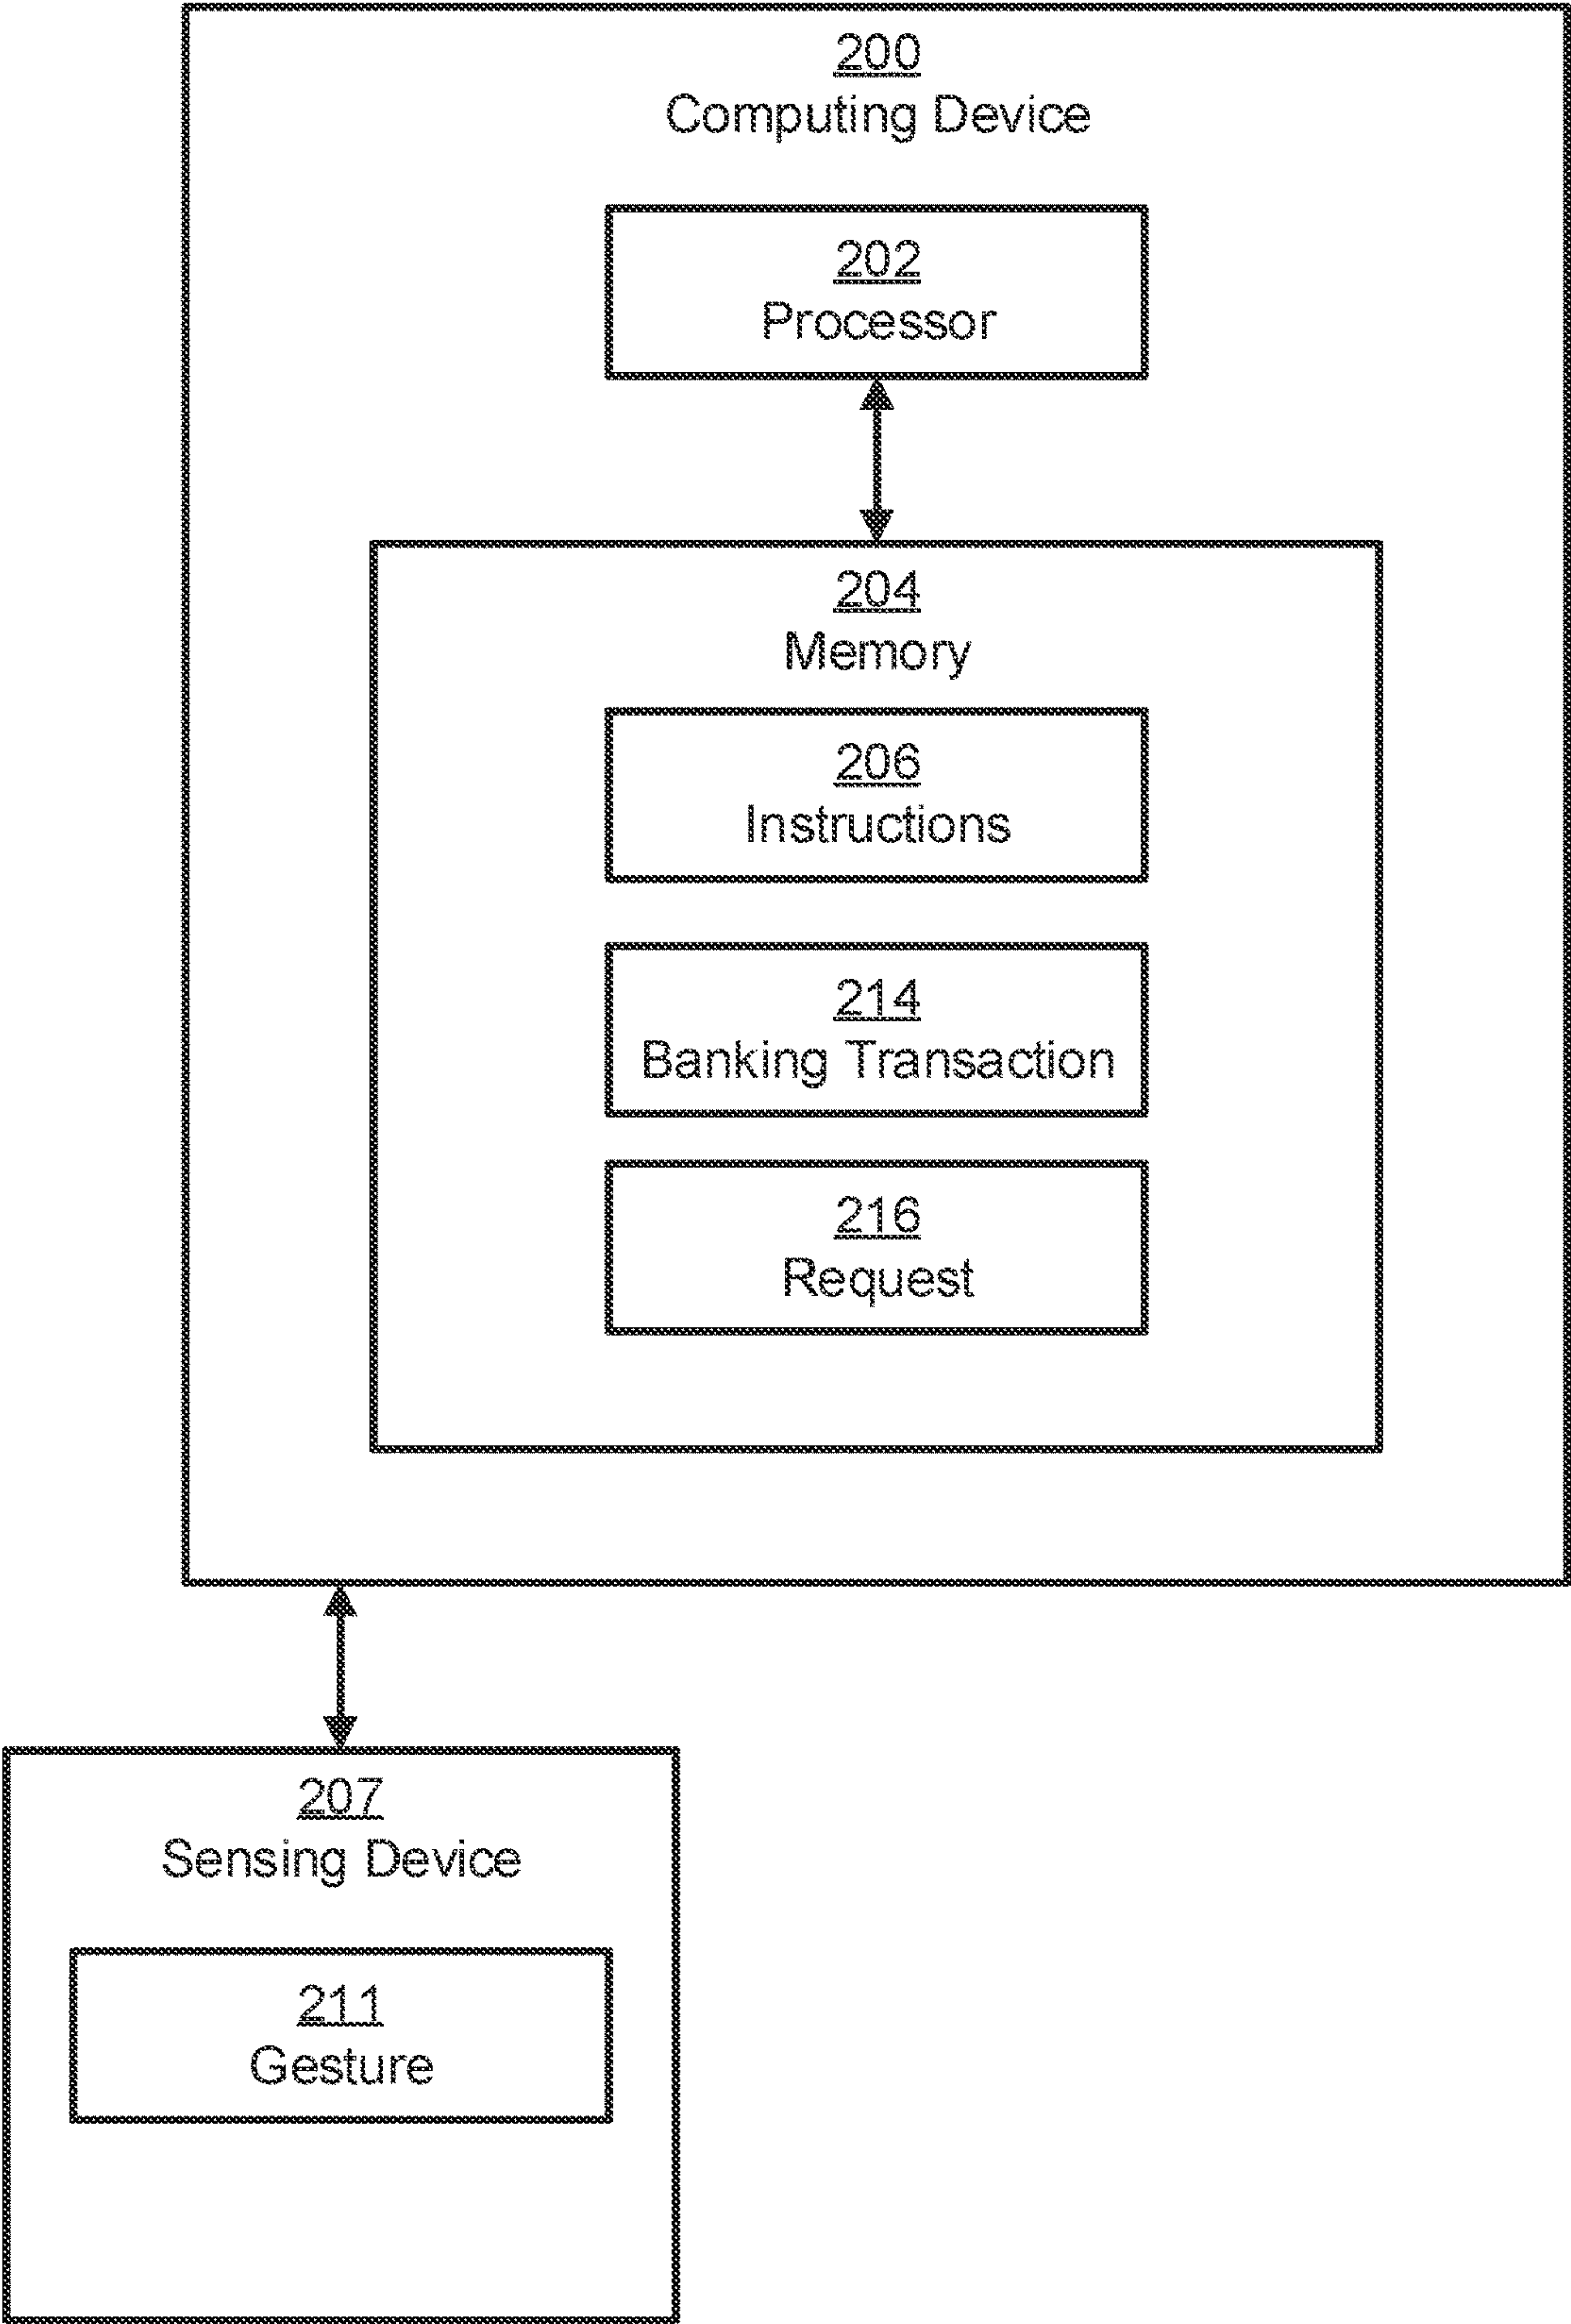 200
Computing Device
202
Processor
204
Memory
206
Instructions
214
Banking Transaction
216
Request
207
Sensing Device
211
Gesture